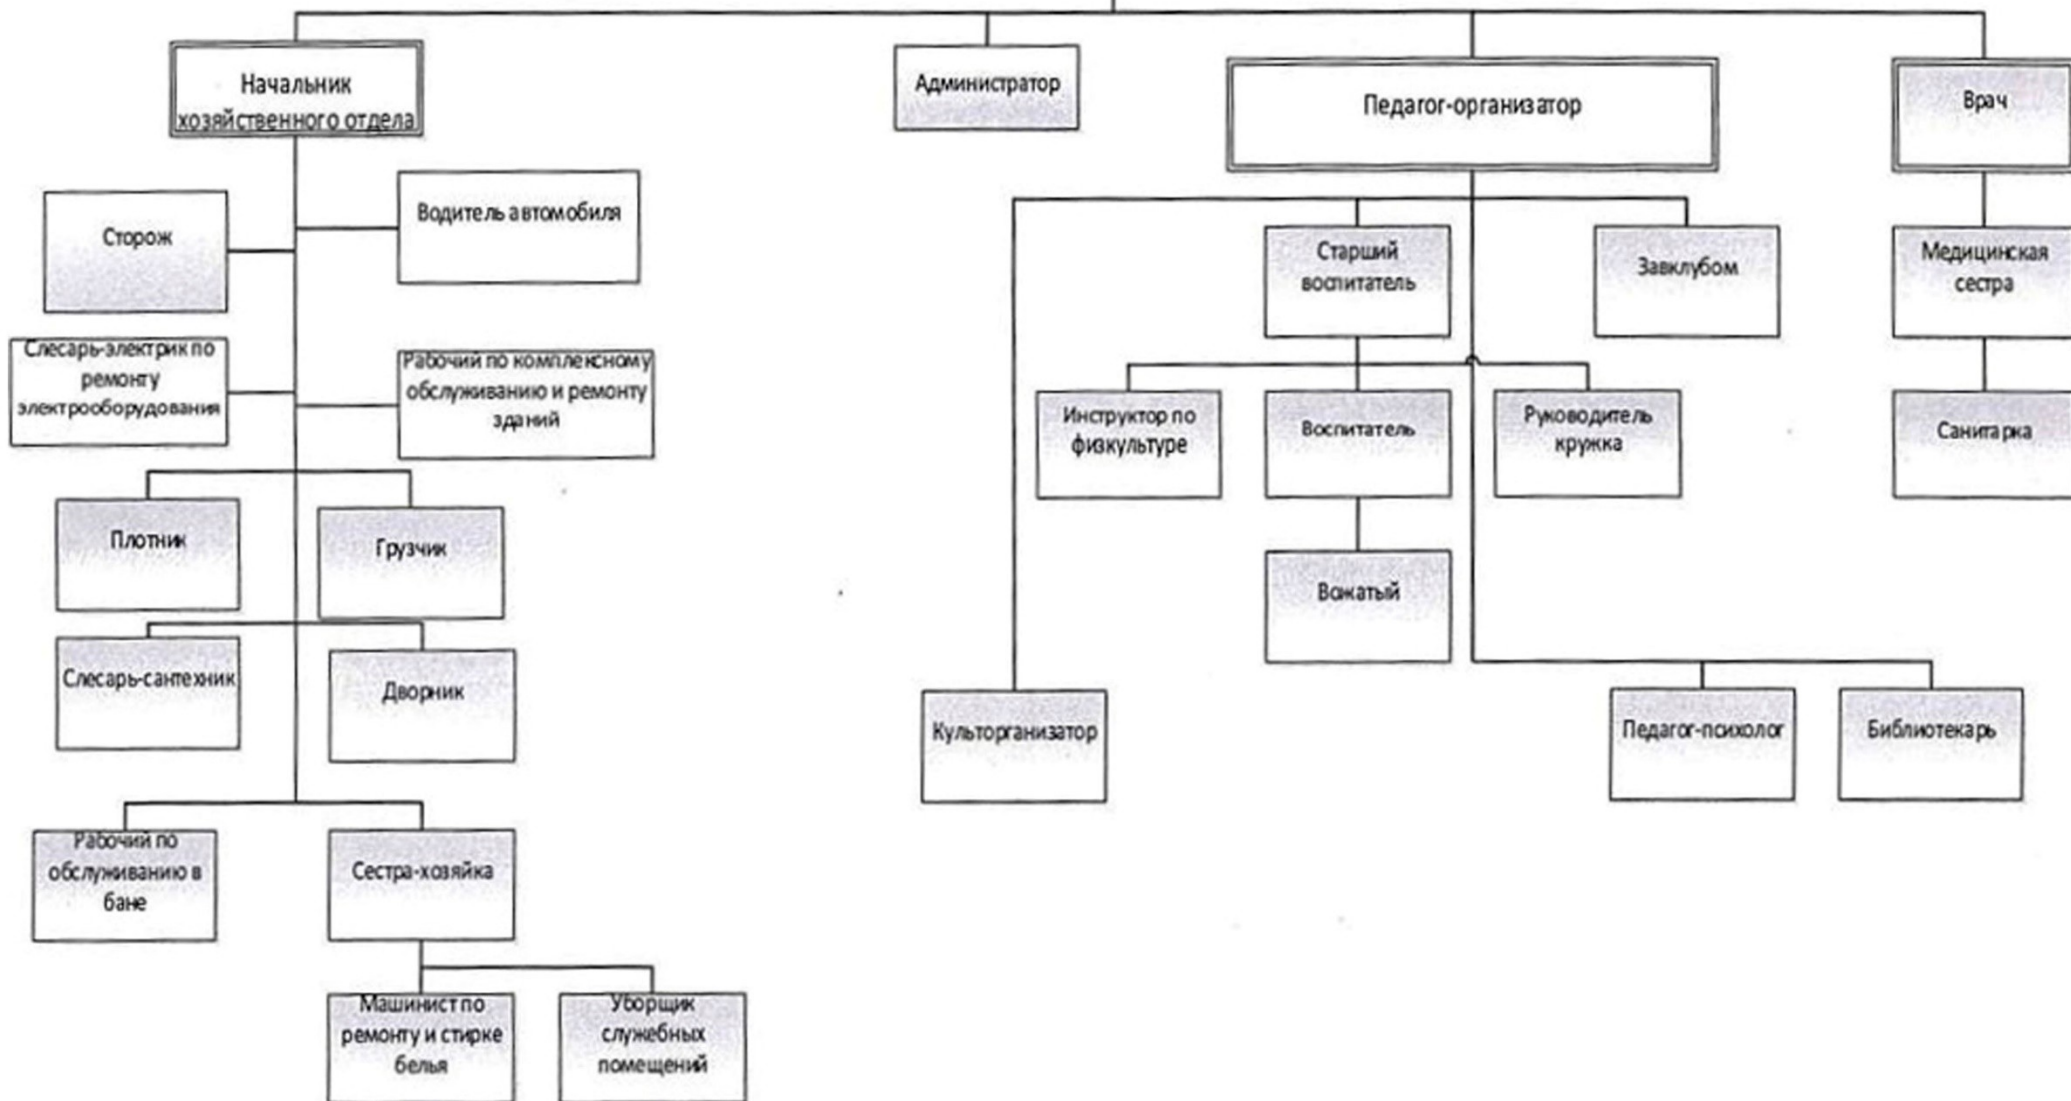 Начальник
хозяйственного отдела
Администратор
Педагог-организатор
Врач
Сторож
Водитель автомобиля
Старший
воспитатель
Завклубом
Медицинская
сестра
Слесарь-электрик по
ремонту
электрооборудования
Рабочий по комплексному
обслуживанию и ремонту
зданий
Инструктор по
физкультуре
Воспитатель
Руководитель
кружка
Санитарка
Плотник
Грузчик
Вожатый
Слесарь-сантехник
Дворник
Культорганизатор
Педагог-психолог
Библиотекарь
Рабочий по
обслуживанию в
бане
Сестра-хозяйка
Машинист по
ремонту и стирке
белья
Уборщик
служебных
помещений